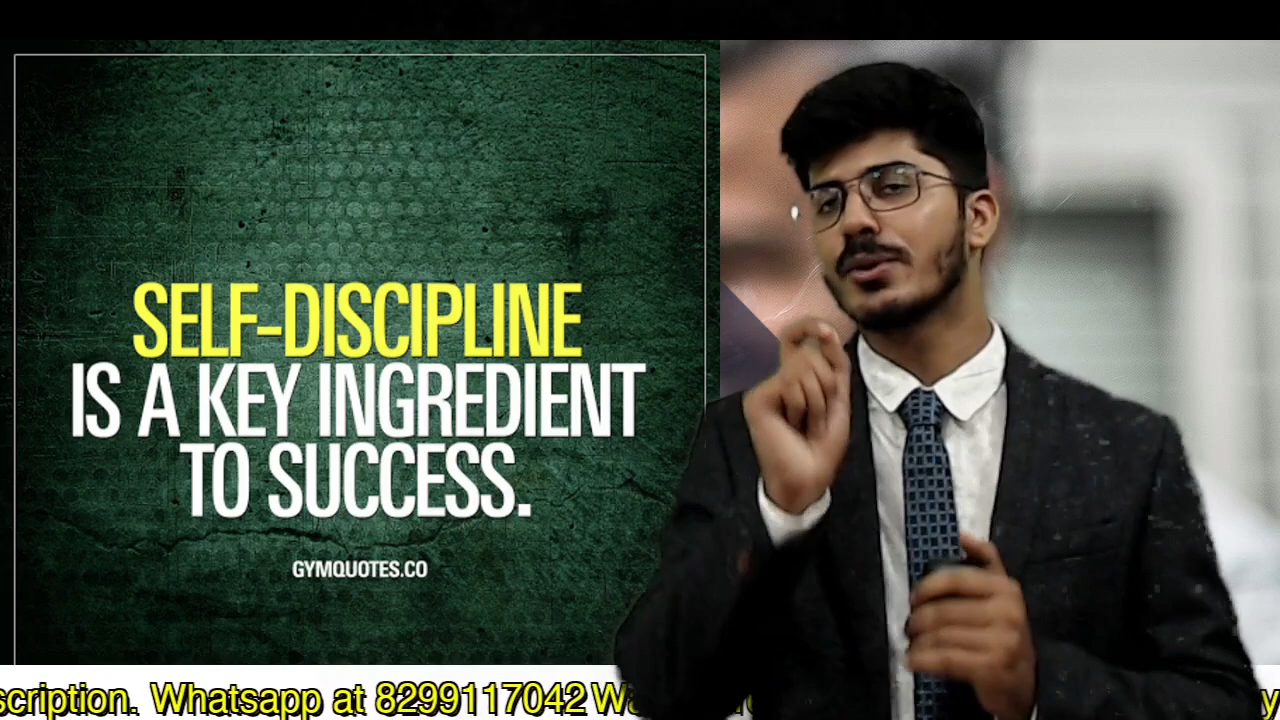 SELF-DISCIPLINE
IS A KEY INGREDIENT
TO SUCCESS.
GYMQUOTES.CO
scription. Whatsapp at 8299117042